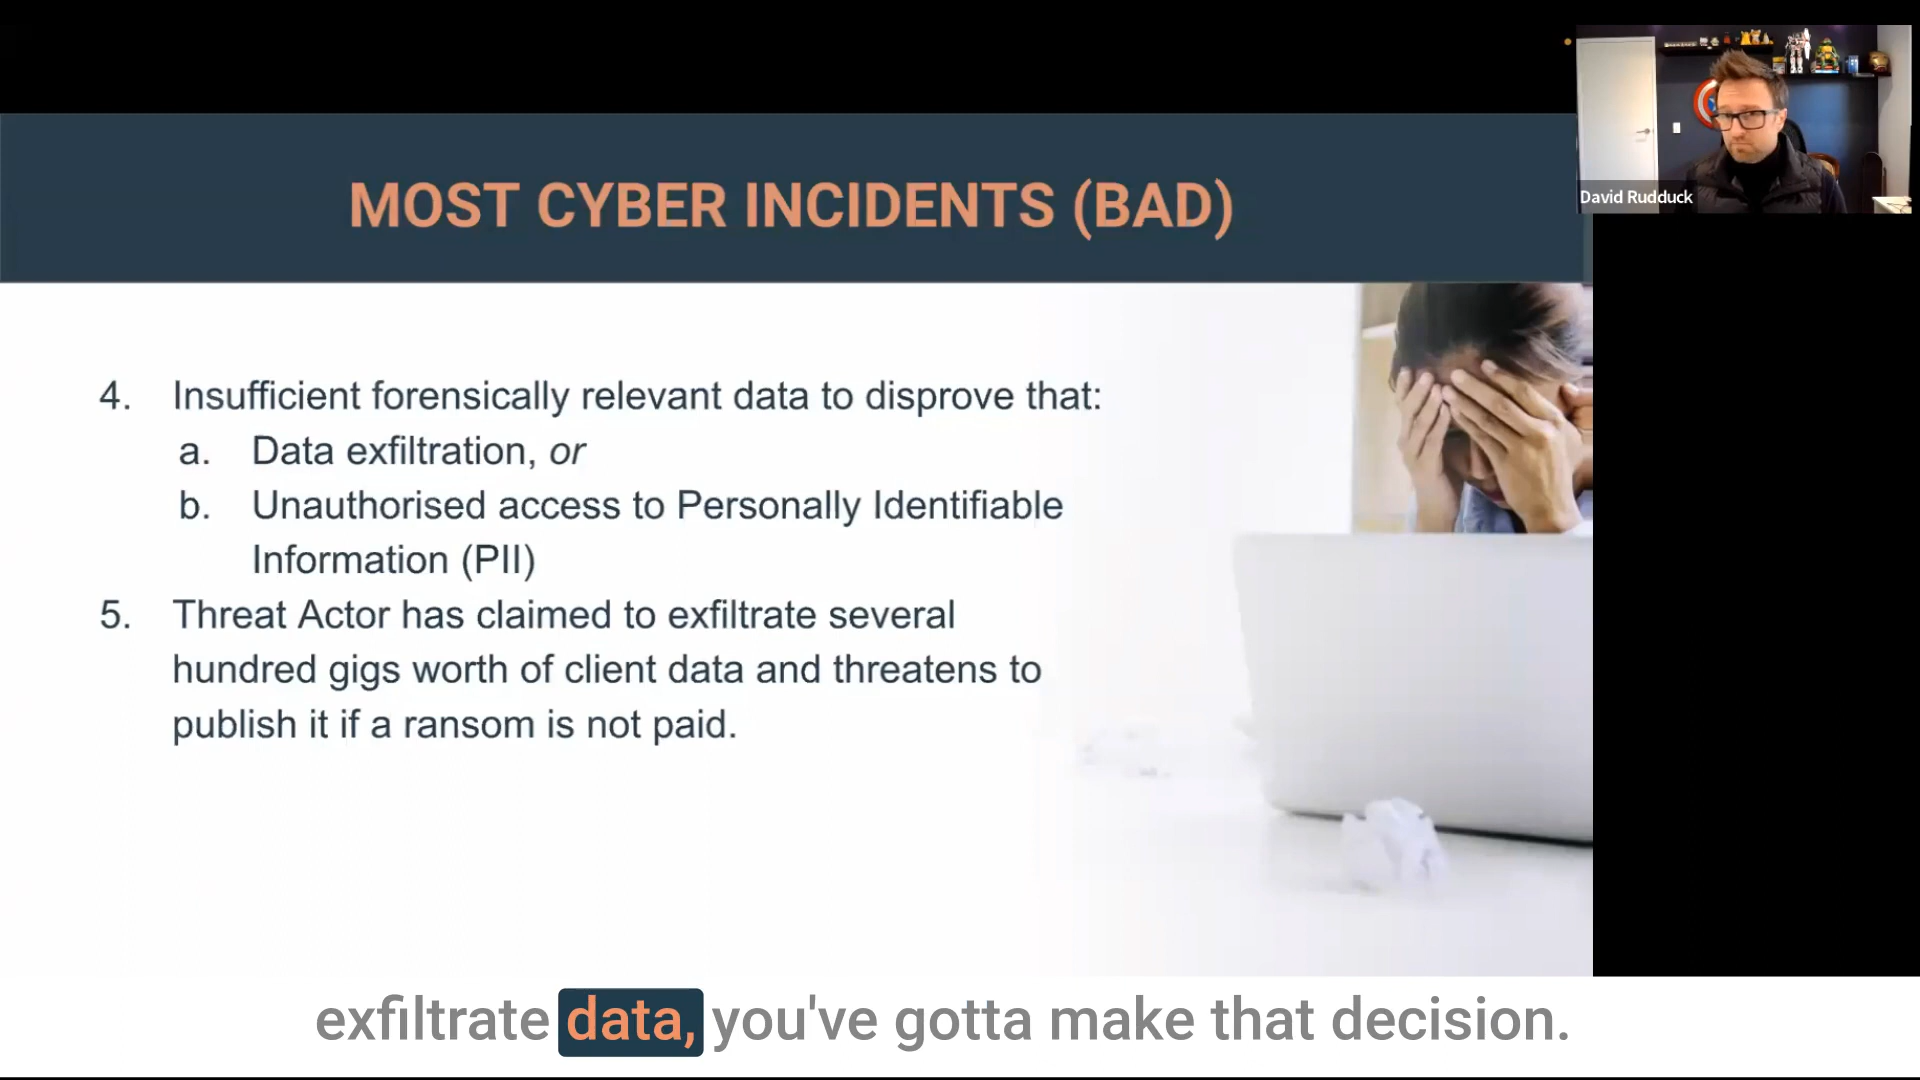 David Rudduck
MOST CYBER INCIDENTS (BAD)
4. Insufficient forensically relevant data to disprove that:
a. Data exfiltration, or
b. Unauthorised access to Personally Identifiable
Information (PII)
5. Threat Actor has claimed to exfiltrate several
hundred gigs worth of client data and threatens to
publish it if a ransom is not paid.
exfiltrate data, you've gotta make that decision.